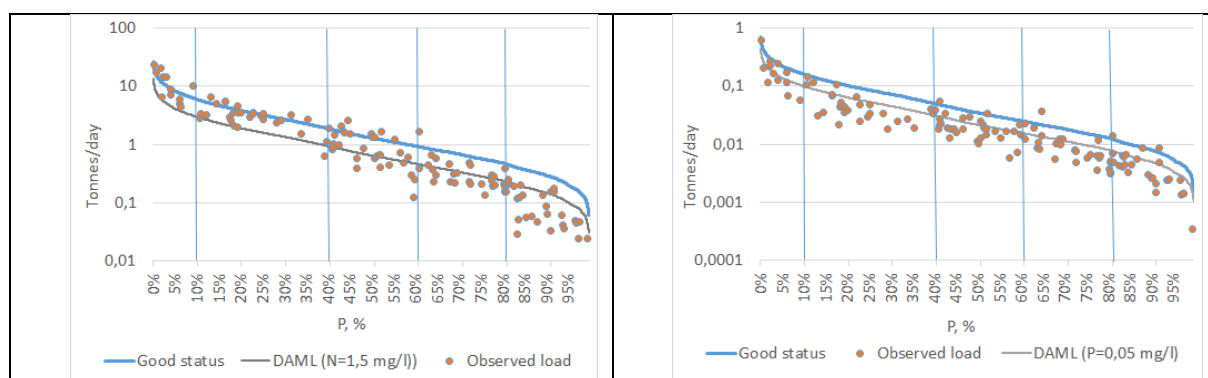 100
10
1
0,1
0,01
Tonnes/day
0% 5% 10% 15% 20% 25% 30% 35% 40% 45% 50% 55% 60% 65% 70% 75% 80% 85% 90% 95%
P, %
Good status DAML (N=1,5 mg/l)) Observed load
1
0,1
0,01
0,001
0,0001
Tonnes/day
0% 5% 10% 15% 20% 25% 30% 35% 40% 45% 50% 55% 60% 65% 70% 75% 80% 85% 90% 95%
P, %
Good status Observed load DAML (P=0,05 mg/l)